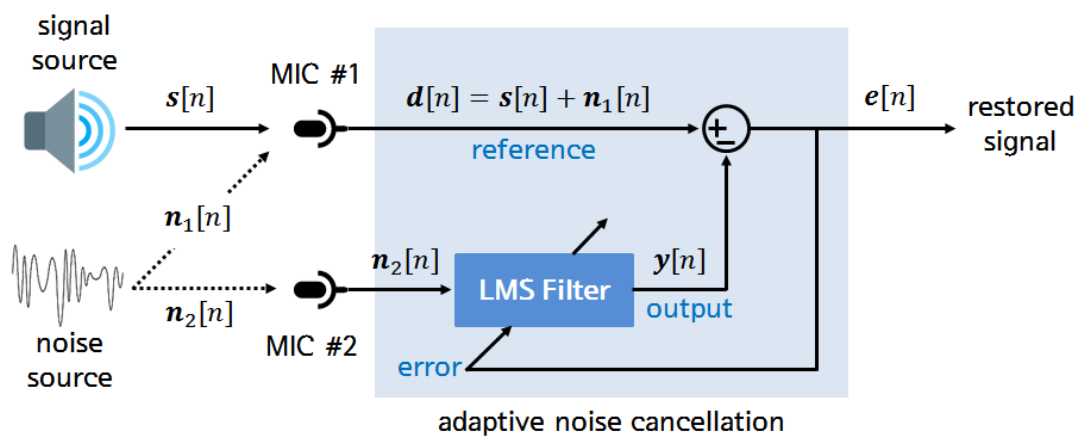 signal
source
s[n]
MIC #1
d[n] = s[n] + n₁[n]
reference
e[n]
restored
signal
+
−
n₁[n]
n₂[n]
noise
source
MIC #2
n₂[n]
LMS Filter
y[n]
output
error
adaptive noise cancellation